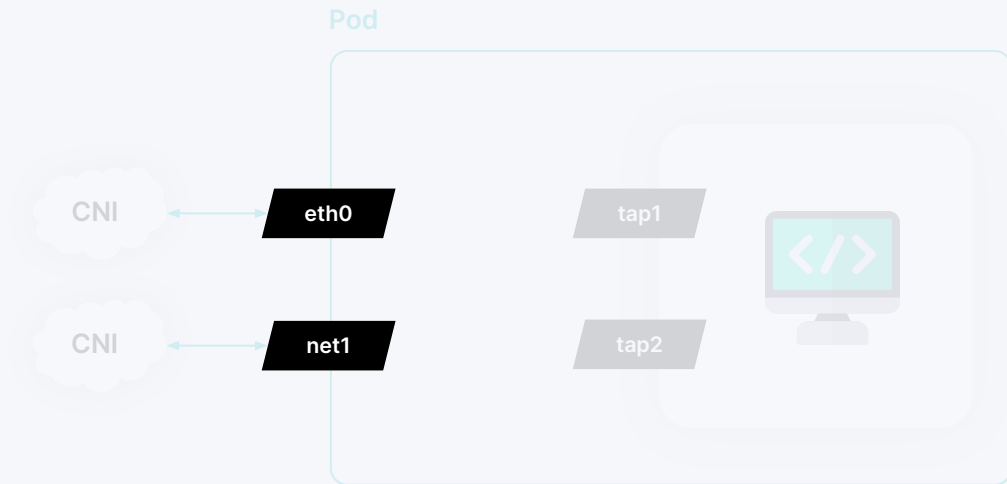 Pod
CNI
eth0
tap1
</>
CNI
net1
tap2